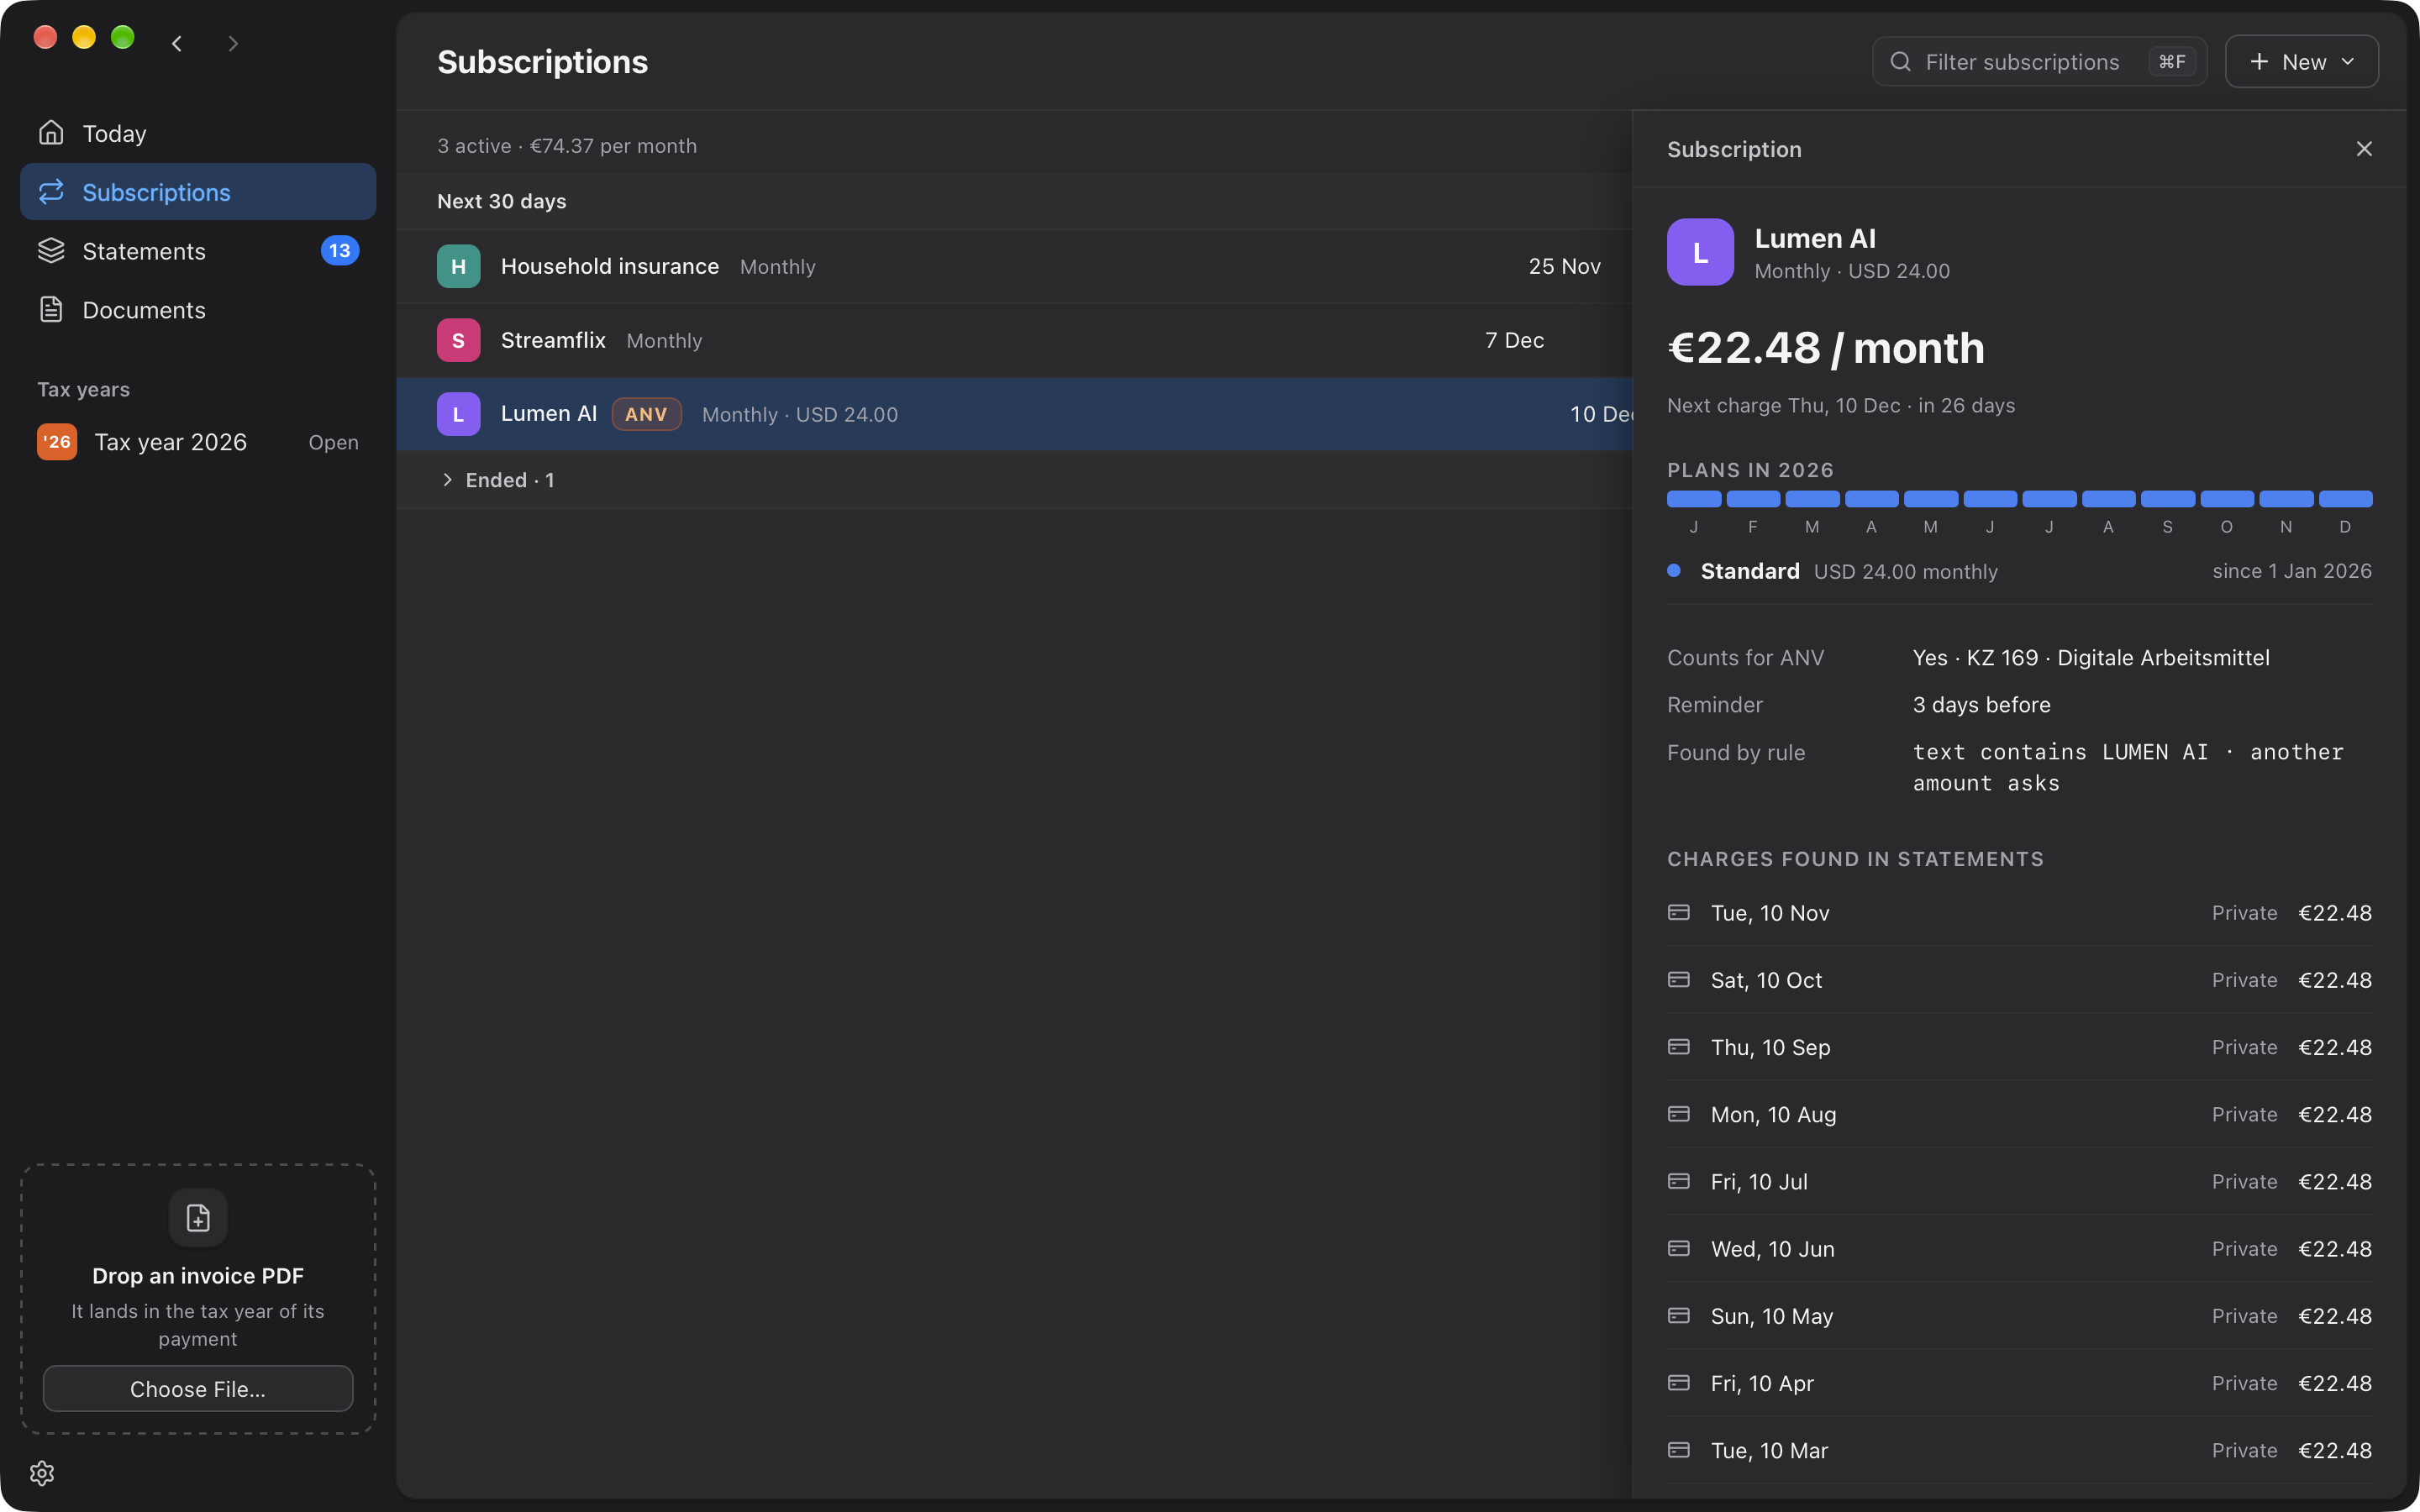 Today
Subscriptions
Statements 13
Documents
Tax years
'26 Tax year 2026 Open
Drop an invoice PDF
It lands in the tax year of its
payment
Choose File...
Subscriptions
Filter subscriptions ⌘F
New
3 active · €74.37 per month
Next 30 days
H Household insurance Monthly 25 Nov
S Streamflix Monthly 7 Dec
L Lumen AI ANV Monthly · USD 24.00 10 Dec
Ended · 1
Subscription
L Lumen AI
Monthly · USD 24.00
€22.48 / month
Next charge Thu, 10 Dec · in 26 days
PLANS IN 2026
J F M A M J J A S O N D
Standard USD 24.00 monthly since 1 Jan 2026
Counts for ANV Yes · KZ 169 · Digitale Arbeitsmittel
Reminder 3 days before
Found by rule text contains LUMEN AI · another
amount asks
CHARGES FOUND IN STATEMENTS
Tue, 10 Nov Private €22.48
Sat, 10 Oct Private €22.48
Thu, 10 Sep Private €22.48
Mon, 10 Aug Private €22.48
Fri, 10 Jul Private €22.48
Wed, 10 Jun Private €22.48
Sun, 10 May Private €22.48
Fri, 10 Apr Private €22.48
Tue, 10 Mar Private €22.48